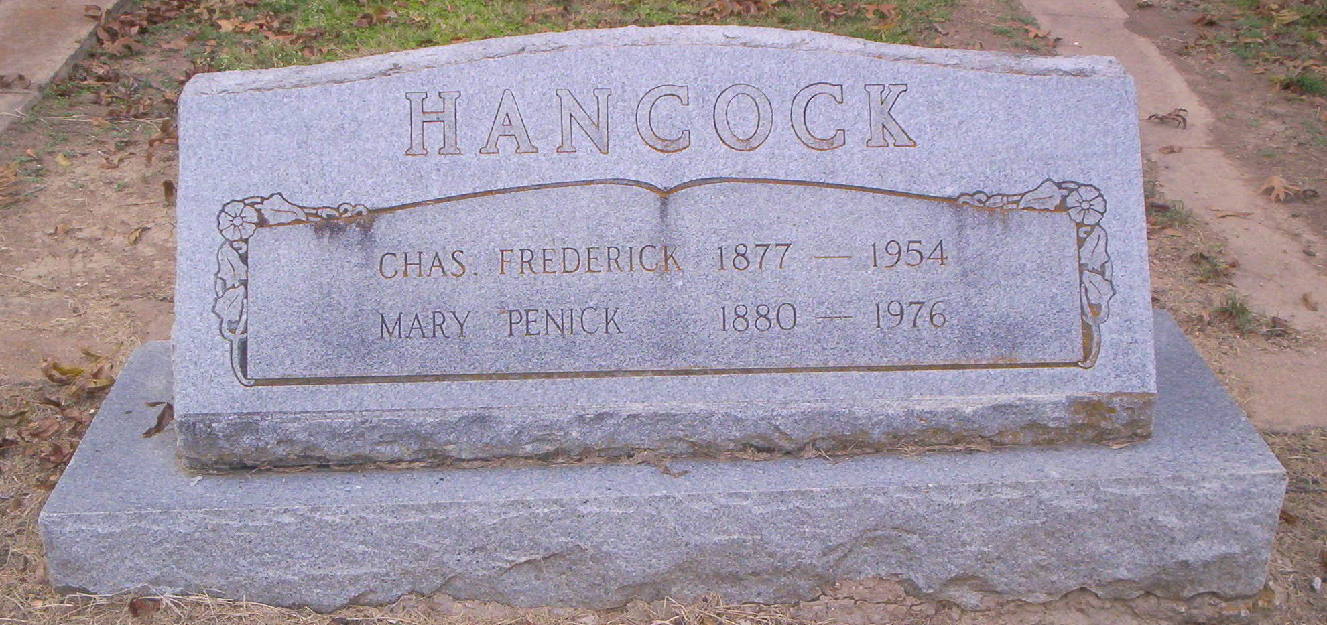 HANCOCK
CHAS. FREDERICK 1877 — 1954
MARY PENICK 1880 — 1976